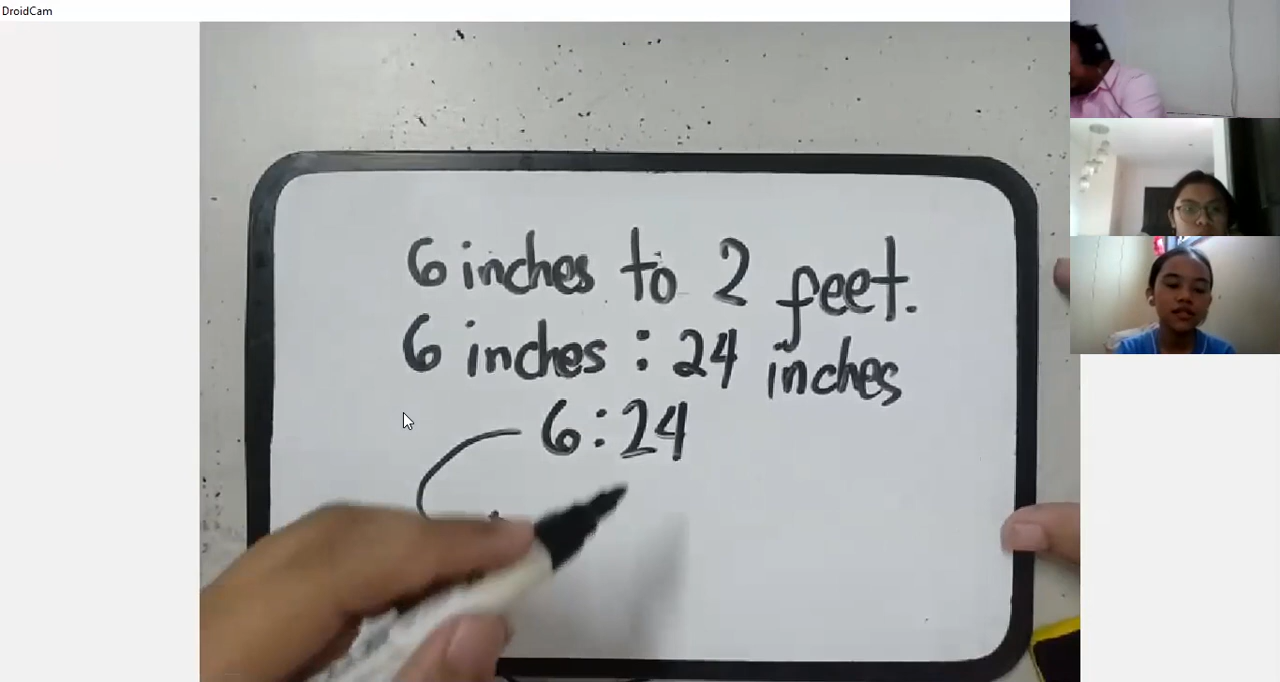 DroidCam
6 inches to 2 feet.
6 inches : 24 inches
6:24